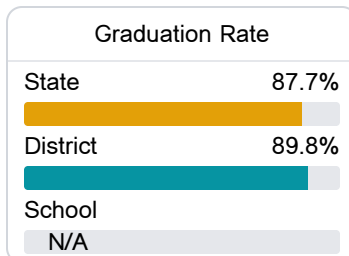 Graduation Rate
State 87.7%
District 89.8%
School
N/A